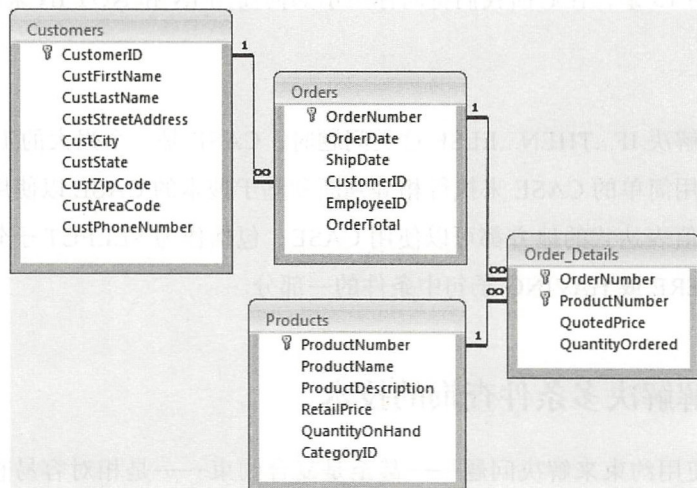 Customers
CustomerID
CustFirstName
CustLastName
CustStreetAddress
CustCity
CustState
CustZipCode
CustAreaCode
CustPhoneNumber
1
∞
Orders
OrderNumber
OrderDate
ShipDate
CustomerID
EmployeeID
OrderTotal
1
∞
Products
ProductNumber
ProductName
ProductDescription
RetailPrice
QuantityOnHand
CategoryID
1
∞
Order_Details
OrderNumber
ProductNumber
QuotedPrice
QuantityOrdered